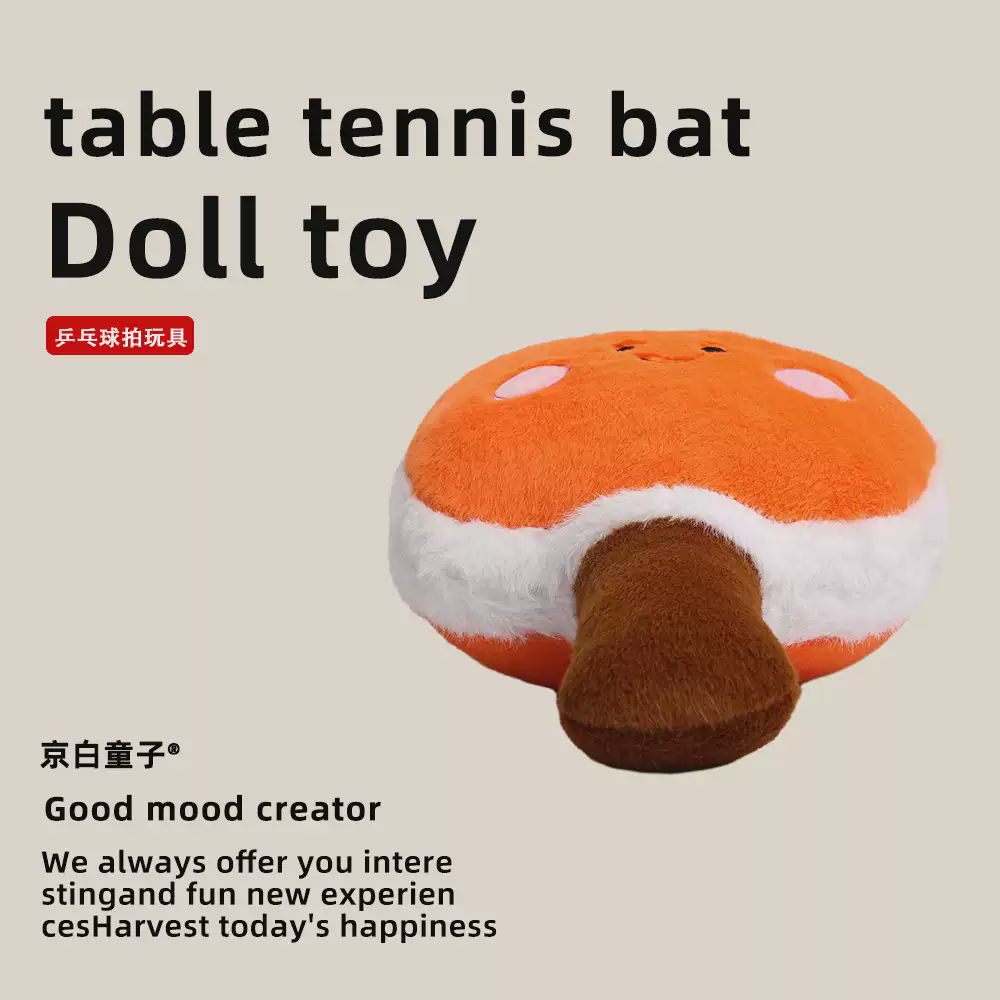 table tennis bat
Doll toy
乒乓球拍玩具
京白童子®
Good mood creator
We always offer you intere
stingand fun new experien
cesHarvest today's happiness